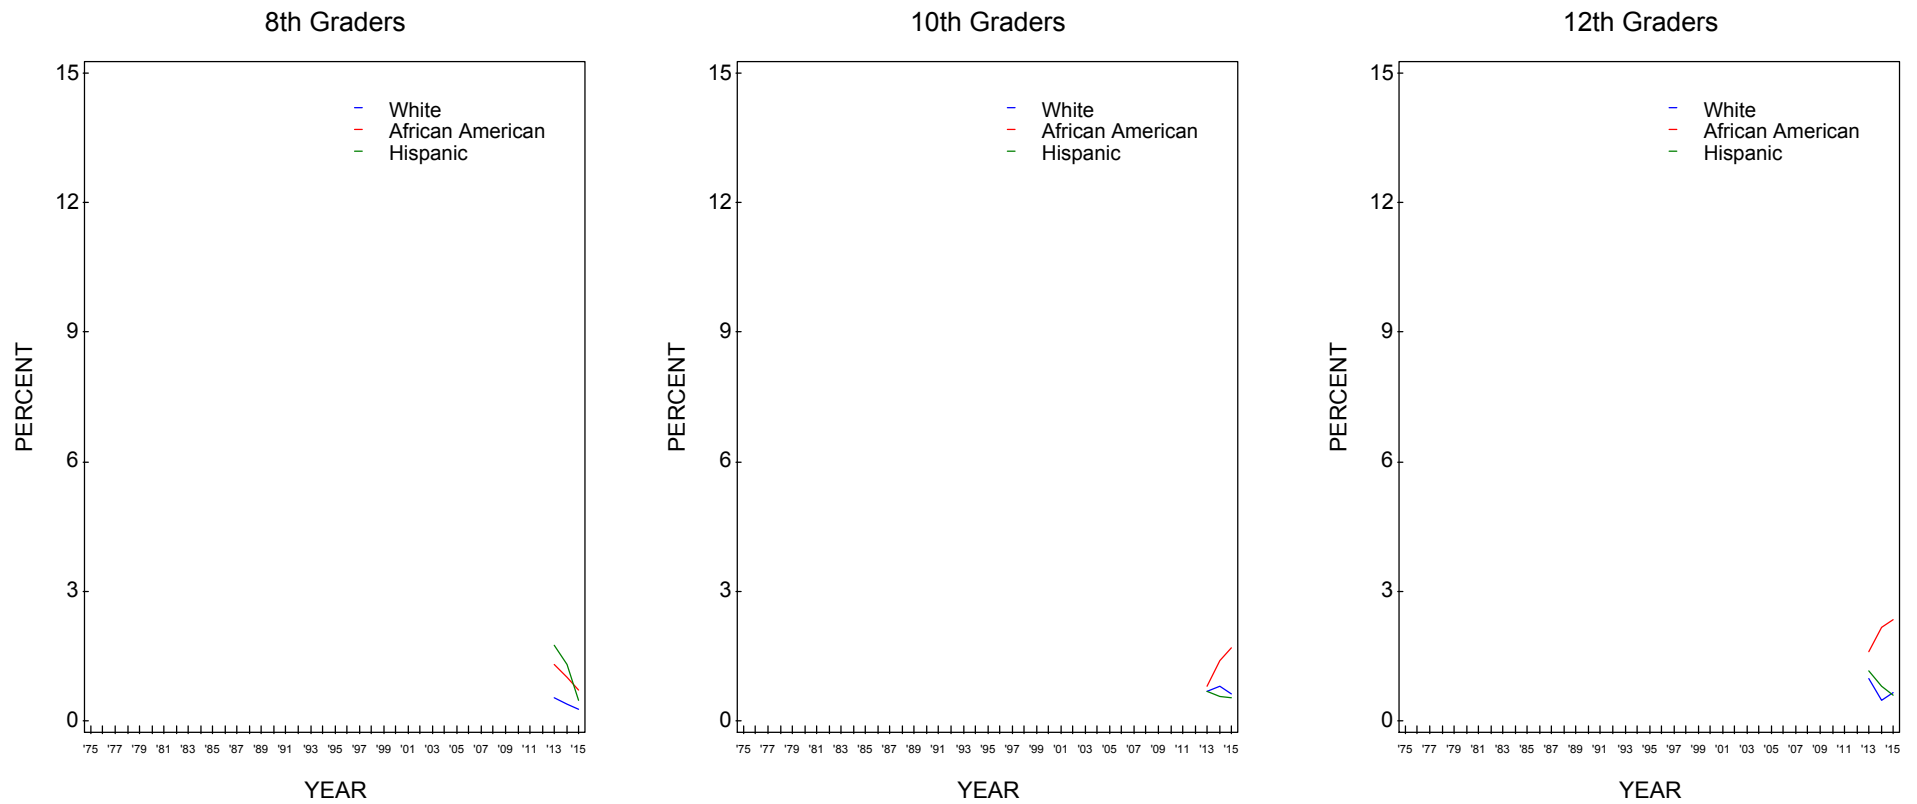 8th Graders
PERCENT
15
12
9
6
3
0
White
African American
Hispanic
'75 '77 '79 '81 '83 '85 '87 '89 '91 '93 '95 '97 '99 '01 '03 '05 '07 '09 '11 '13 '15
YEAR
10th Graders
PERCENT
15
12
9
6
3
0
White
African American
Hispanic
'75 '77 '79 '81 '83 '85 '87 '89 '91 '93 '95 '97 '99 '01 '03 '05 '07 '09 '11 '13 '15
YEAR
12th Graders
PERCENT
15
12
9
6
3
0
White
African American
Hispanic
'75 '77 '79 '81 '83 '85 '87 '89 '91 '93 '95 '97 '99 '01 '03 '05 '07 '09 '11 '13 '15
YEAR